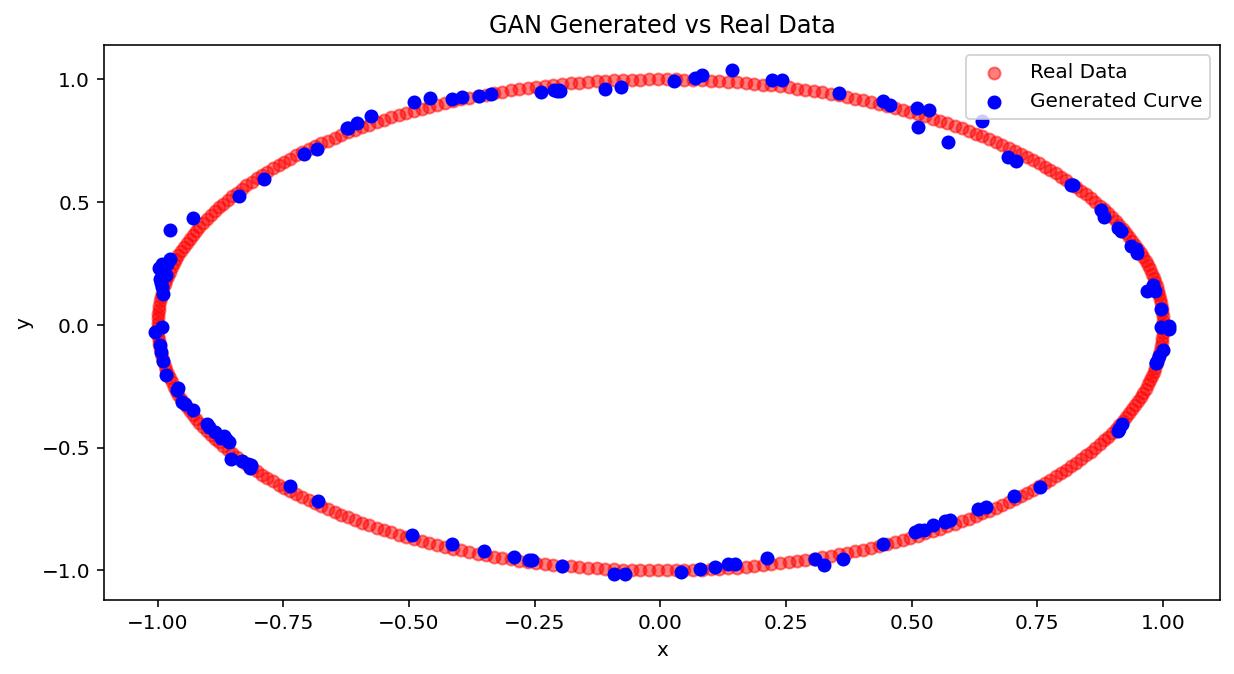 GAN Generated vs Real Data
Real Data
Generated Curve
1.0
0.5
0.0
−0.5
−1.0
y
−1.00 −0.75 −0.50 −0.25 0.00 0.25 0.50 0.75 1.00
x